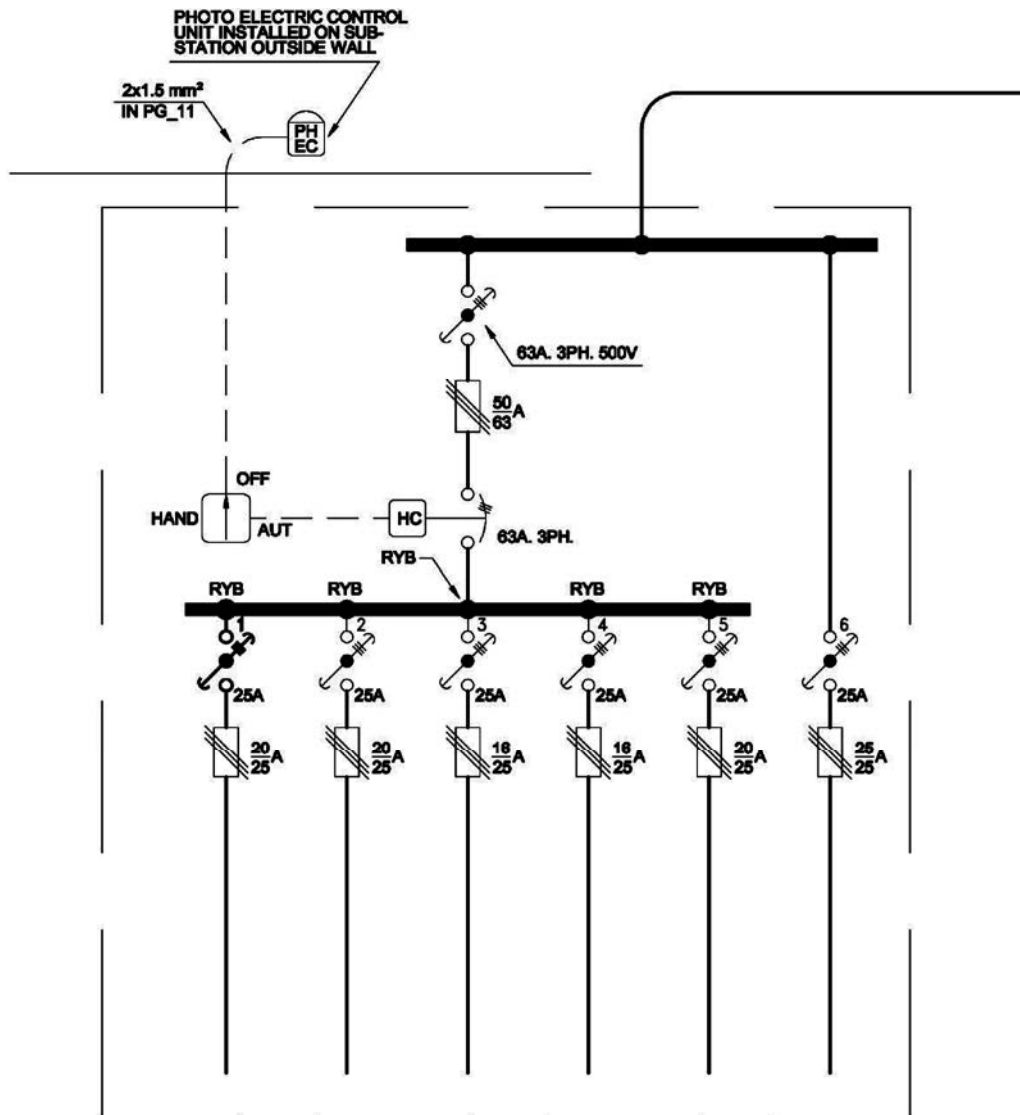 PHOTO ELECTRIC CONTROL
UNIT INSTALLED ON SUB-
STATION OUTSIDE WALL
2x1.5 mm²
IN PG_11
PH
EC
63A. 3PH. 500V
50
63 A
OFF
HAND
AUT
HC
63A. 3PH.
RYB
RYB RYB RYB RYB
1 2 3 4 5 6
25A 25A 25A 25A 25A 25A
20 20 16 16 20 25
25 A 25 A 25 A 25 A 25 A 25 A